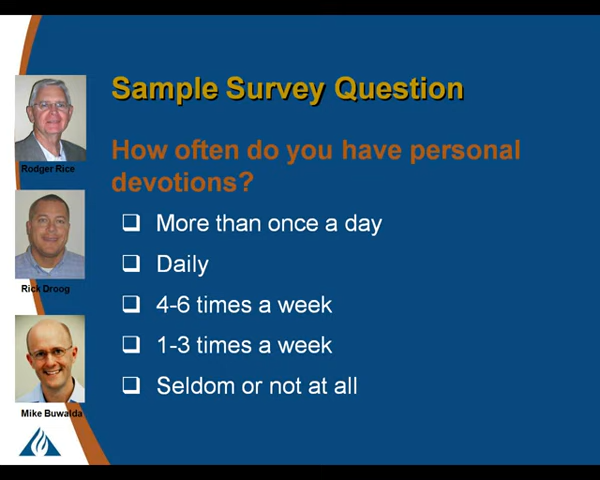 Sample Survey Question
How often do you have personal
devotions?
More than once a day
Daily
4-6 times a week
1-3 times a week
Seldom or not at all
Rodger Rice
Rick Droog
Mike Buwalda